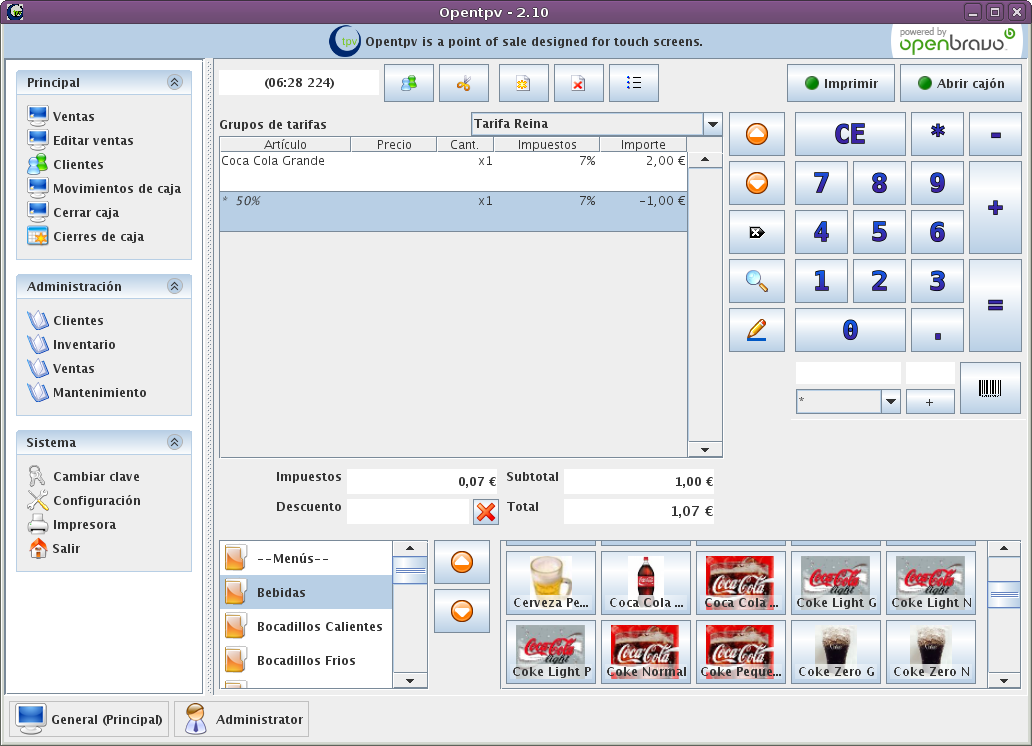 Opentpv - 2.10
tpv Opentpv is a point of sale designed for touch screens.
powered by
openbravo
Principal
Ventas
Editar ventas
Clientes
Movimientos de caja
Cerrar caja
Cierres de caja
Administración
Clientes
Inventario
Ventas
Mantenimiento
Sistema
Cambiar clave
Configuración
Impresora
Salir
(06:28 224)
Imprimir
Abrir cajón
Grupos de tarifas
Tarifa Reina
Artículo Precio Cant. Impuestos Importe
Coca Cola Grande x1 7% 2,00 €
* 50% x1 7% -1,00 €
CE * -
7 8 9 +
4 5 6
1 2 3 =
0 .
* +
Impuestos 0,07 € Subtotal 1,00 €
Descuento Total 1,07 €
--Menús--
Bebidas
Bocadillos Calientes
Bocadillos Frios
Cerveza Pe... Coca Cola ... Coca Cola ... Coke Light G Coke Light N
Coke Light P Coke Normal Coke Peque... Coke Zero G Coke Zero N
General (Principal) Administrator